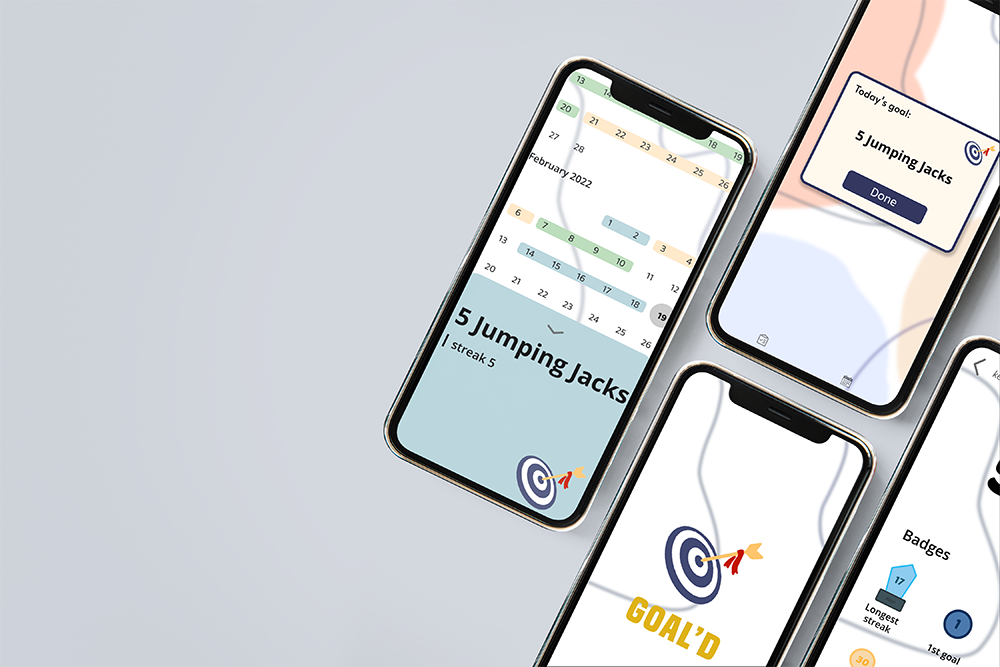 13 14 18 19
20 21 22 23 24 25 26
27 28
February 2022
1 2 3 4
6 7 8 9 10 11 12
13 14 15 16 17 18 19
20 21 22 23 24 25 26
5 Jumping Jacks
| streak 5
Today's goal:
5 Jumping Jacks
Done
GOAL'D
Badges
17
Longest
streak
1
1st goal
30